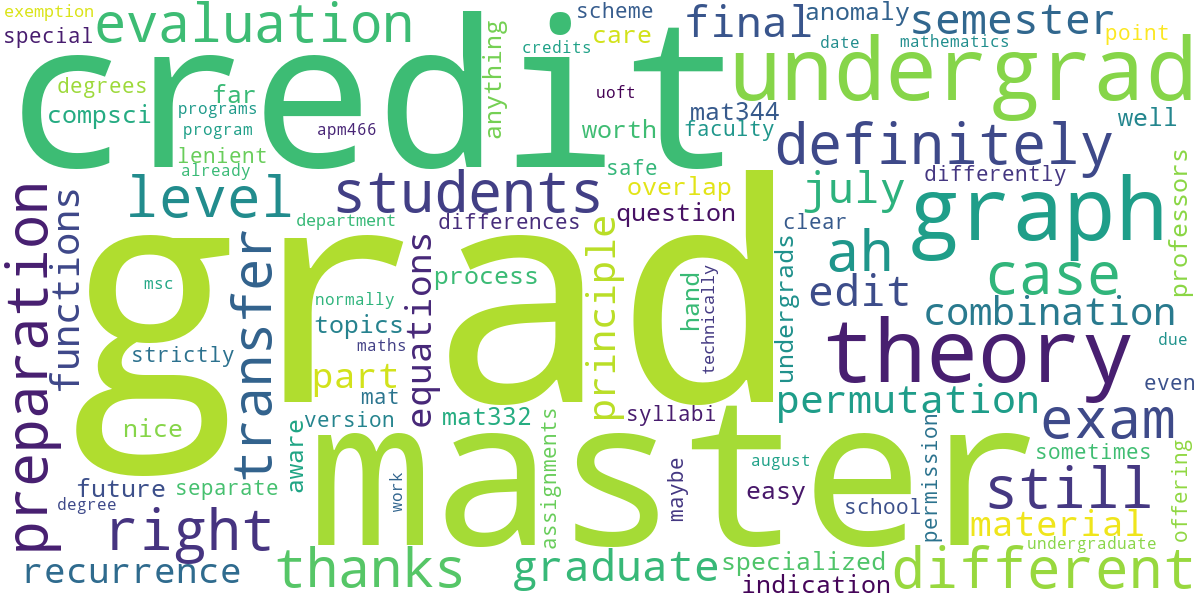 exemption
special
evaluation
scheme
care
final
anomaly
semester
credits
date
mathematics
point
credit
undergrad
degrees
far
anything
uoft
compsci
programs
program
apm466
mat344
worth
faculty
well
lenient
already
safe
definitely
differently
level
students
overlap
july
graph
professors
department
differences
question
clear
preparation
functions
transfer
grad
principle
ah
case
process
msc
normally
topics
equations
hand
technically
undergrads
edit
combination
theory
strictly
maths
due
part
mat
version
mat332
syllabi
permutation
even
exam
nice
aware
assignments
master
permission
sometimes
offering
future
separate
work
maybe
august
easy
still
degree
school
right
material
undergraduate
recurrence
thanks
graduate
specialized
indication
different